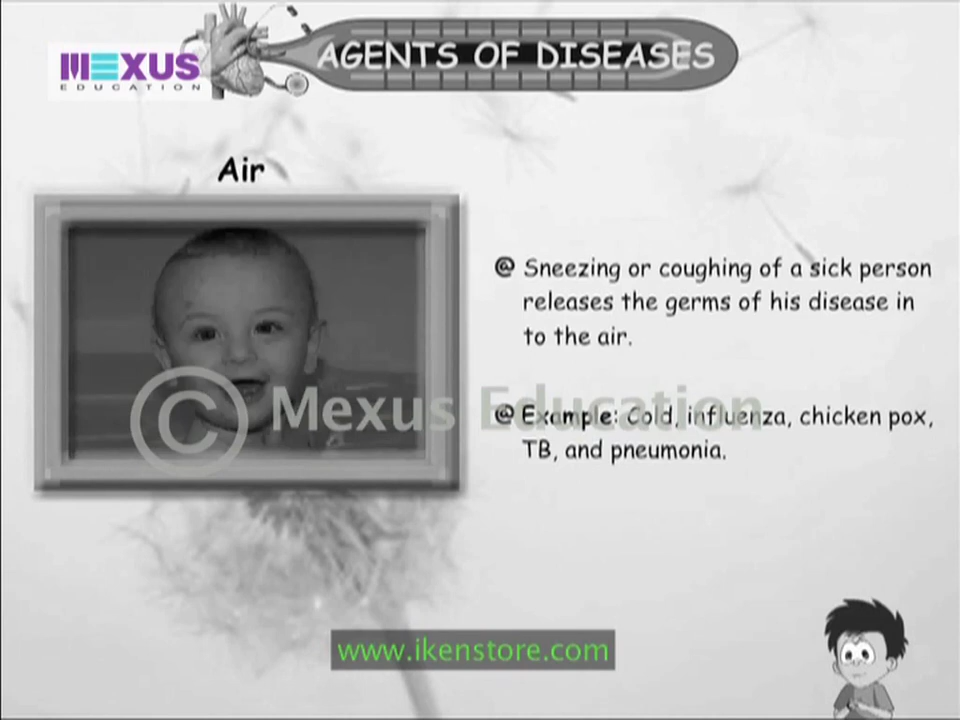 MEXUS
EDUCATION
AGENTS OF DISEASES
Air
@ Sneezing or coughing of a sick person
releases the germs of his disease in
to the air.
© Mexus Education
@ Example: Cold, influenza, chicken pox,
TB, and pneumonia.
www.ikenstore.com